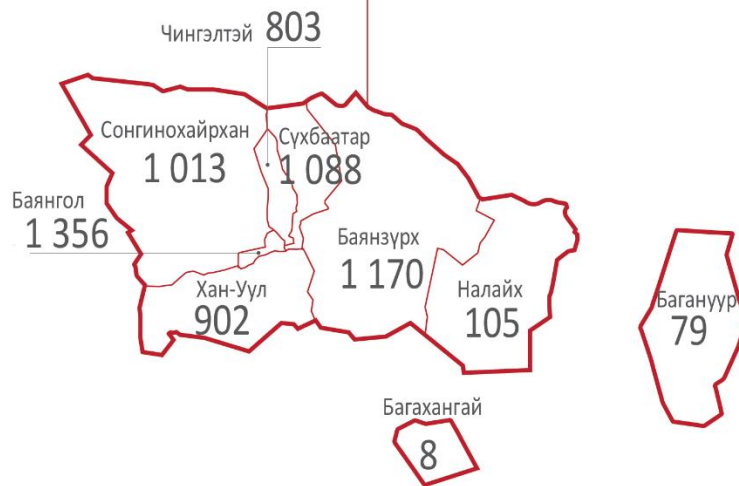 Чингэлтэй 803
Сонгинохайрхан
1 013
Сүхбаатар
1 088
Баянгол
1 356
Баянзүрх
1 170
Хан-Уул
902
Налайх
105
Багануур
79
Багахангай
8